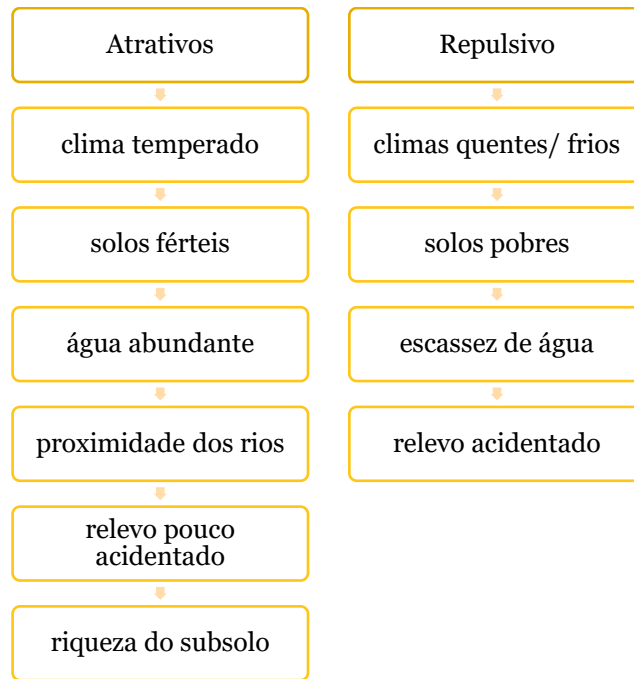 Atrativos
clima temperado
solos férteis
água abundante
proximidade dos rios
relevo pouco
acidentado
riqueza do subsolo
Repulsivo
climas quentes/ frios
solos pobres
escassez de água
relevo acidentado